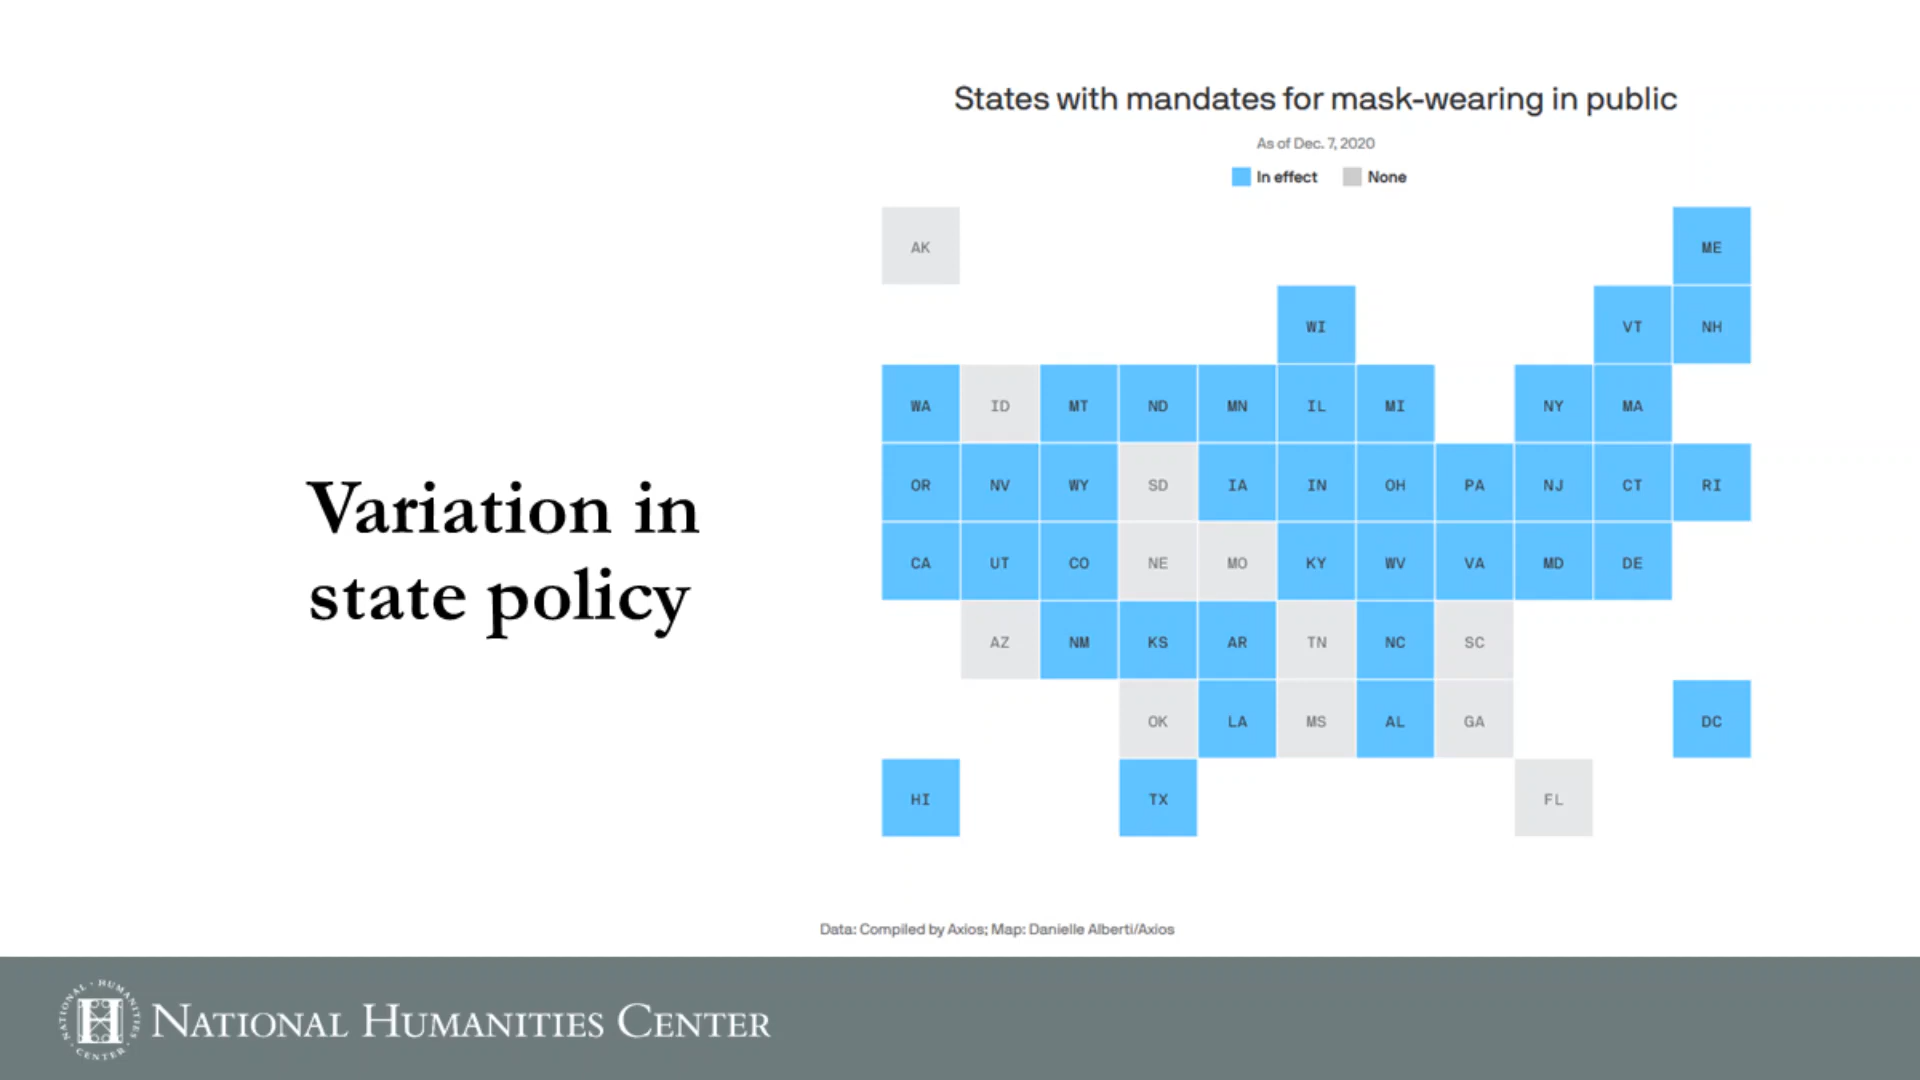 States with mandates for mask-wearing in public
As of Dec. 7, 2020
In effect None
AK ME
WI VT NH
WA ID MT ND MN IL MI NY MA
OR NV WY SD IA IN OH PA NJ CT RI
CA UT CO NE MO KY WV VA MD DE
AZ NM KS AR TN NC SC
OK LA MS AL GA DC
HI TX FL
Variation in
state policy
Data: Compiled by Axios; Map: Danielle Alberti/Axios
NATIONAL · HUMANITIES · CENTER ·
H
NATIONAL HUMANITIES CENTER